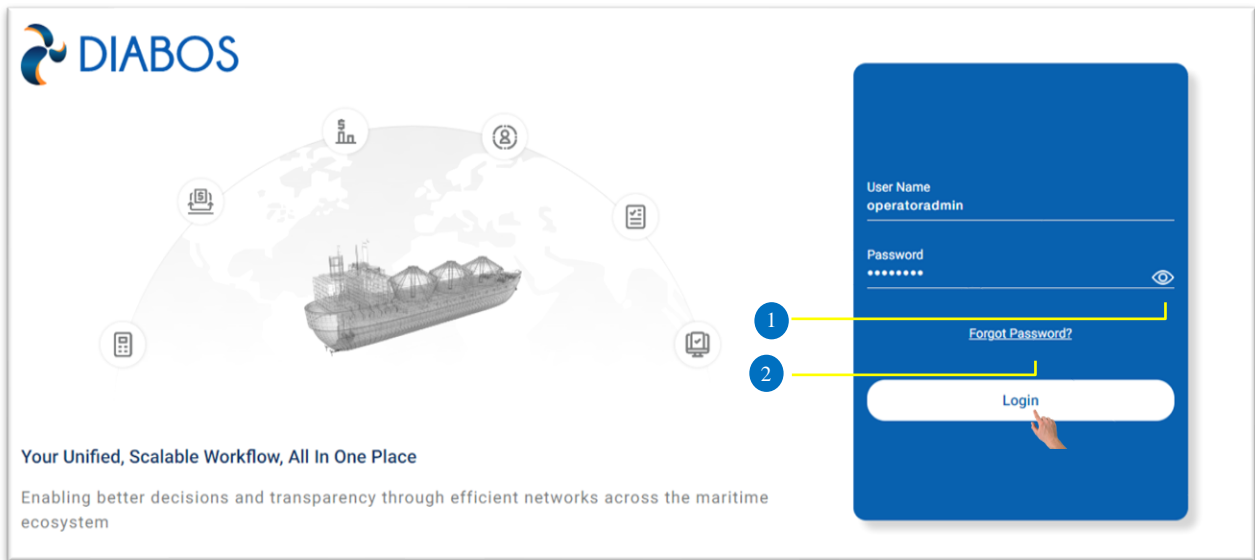 DIABOS
User Name
operatoradmin
Password
1
Forgot Password?
2
Login
Your Unified, Scalable Workflow, All In One Place
Enabling better decisions and transparency through efficient networks across the maritime
ecosystem